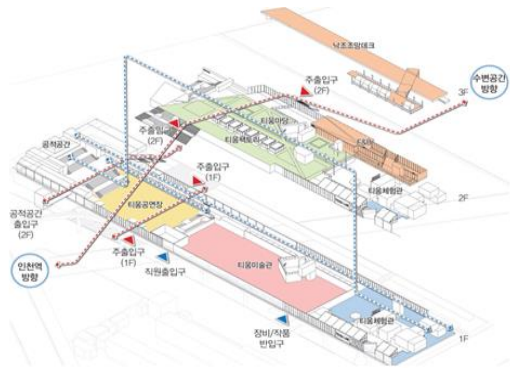 낙조조망데크
수변공간
방향
3F
주출입구
(2F)
티움마당
주출입구
(2F)
티움팩토리
공적공간
주출입구
(1F)
티움체험관
2F
티움공연장
공적공간
출입구
(2F)
주출입구
(1F)
인천역
방향
직원출입구
티움미술관
장비/작품
반입구
티움체험관
1F